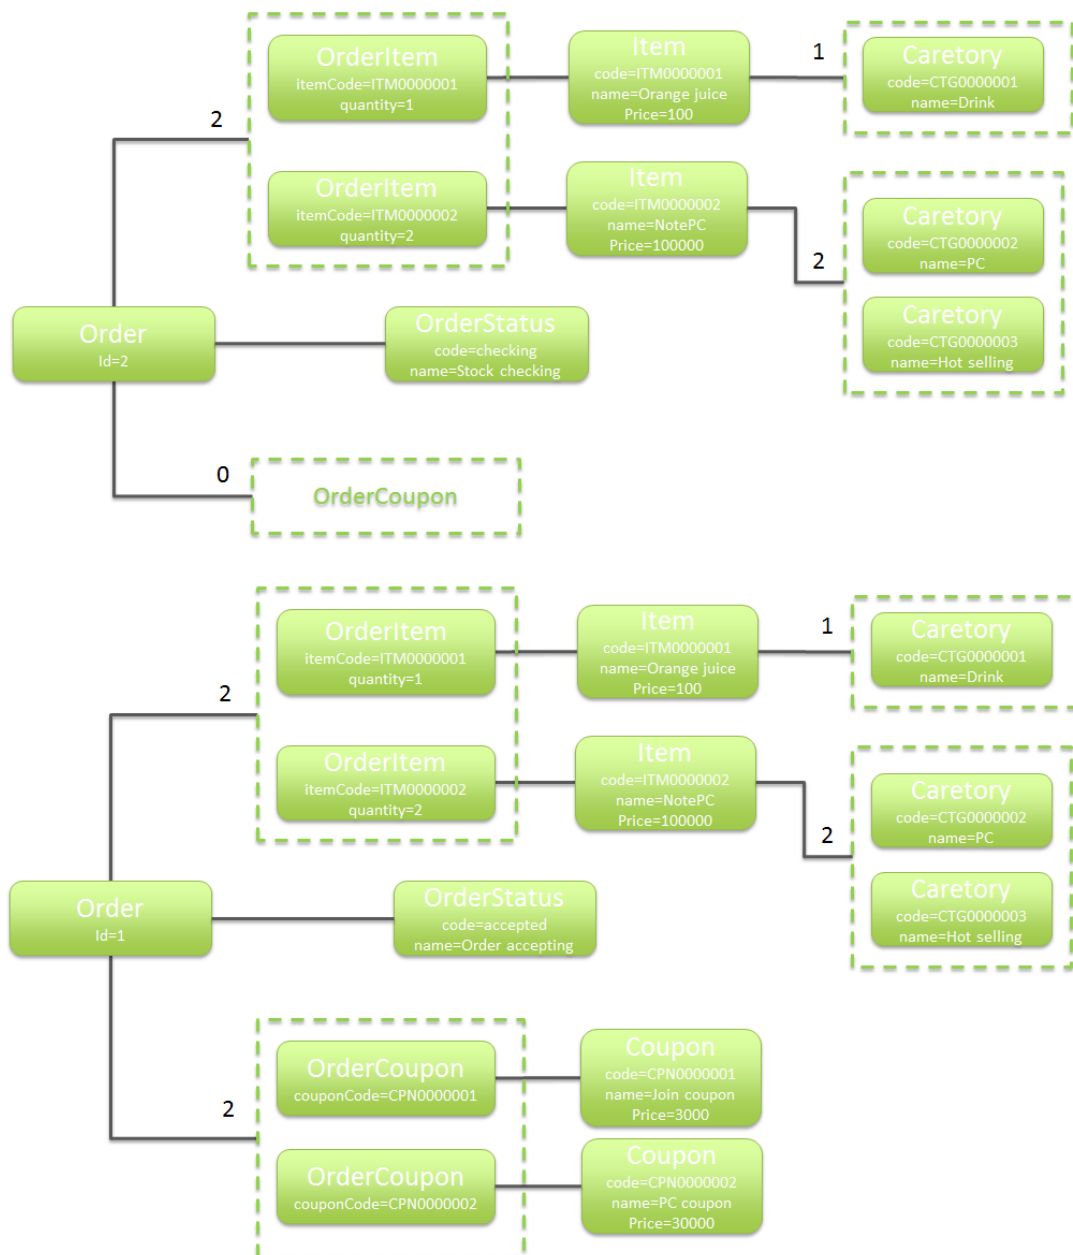 OrderItem
itemCode=ITM0000001
quantity=1
Item
code=ITM0000001
name=Orange juice
Price=100
1
Caretory
code=CTG0000001
name=Drink
2
OrderItem
itemCode=ITM0000002
quantity=2
Item
code=ITM0000002
name=NotePC
Price=100000
2
Caretory
code=CTG0000002
name=PC
Caretory
code=CTG0000003
name=Hot selling
Order
Id=2
OrderStatus
code=checking
name=Stock checking
0
OrderCoupon
OrderItem
itemCode=ITM0000001
quantity=1
Item
code=ITM0000001
name=Orange juice
Price=100
1
Caretory
code=CTG0000001
name=Drink
2
OrderItem
itemCode=ITM0000002
quantity=2
Item
code=ITM0000002
name=NotePC
Price=100000
2
Caretory
code=CTG0000002
name=PC
Caretory
code=CTG0000003
name=Hot selling
Order
Id=1
OrderStatus
code=accepted
name=Order accepting
2
OrderCoupon
couponCode=CPN0000001
Coupon
code=CPN0000001
name=Join coupon
Price=3000
OrderCoupon
couponCode=CPN0000002
Coupon
code=CPN0000002
name=PC coupon
Price=30000